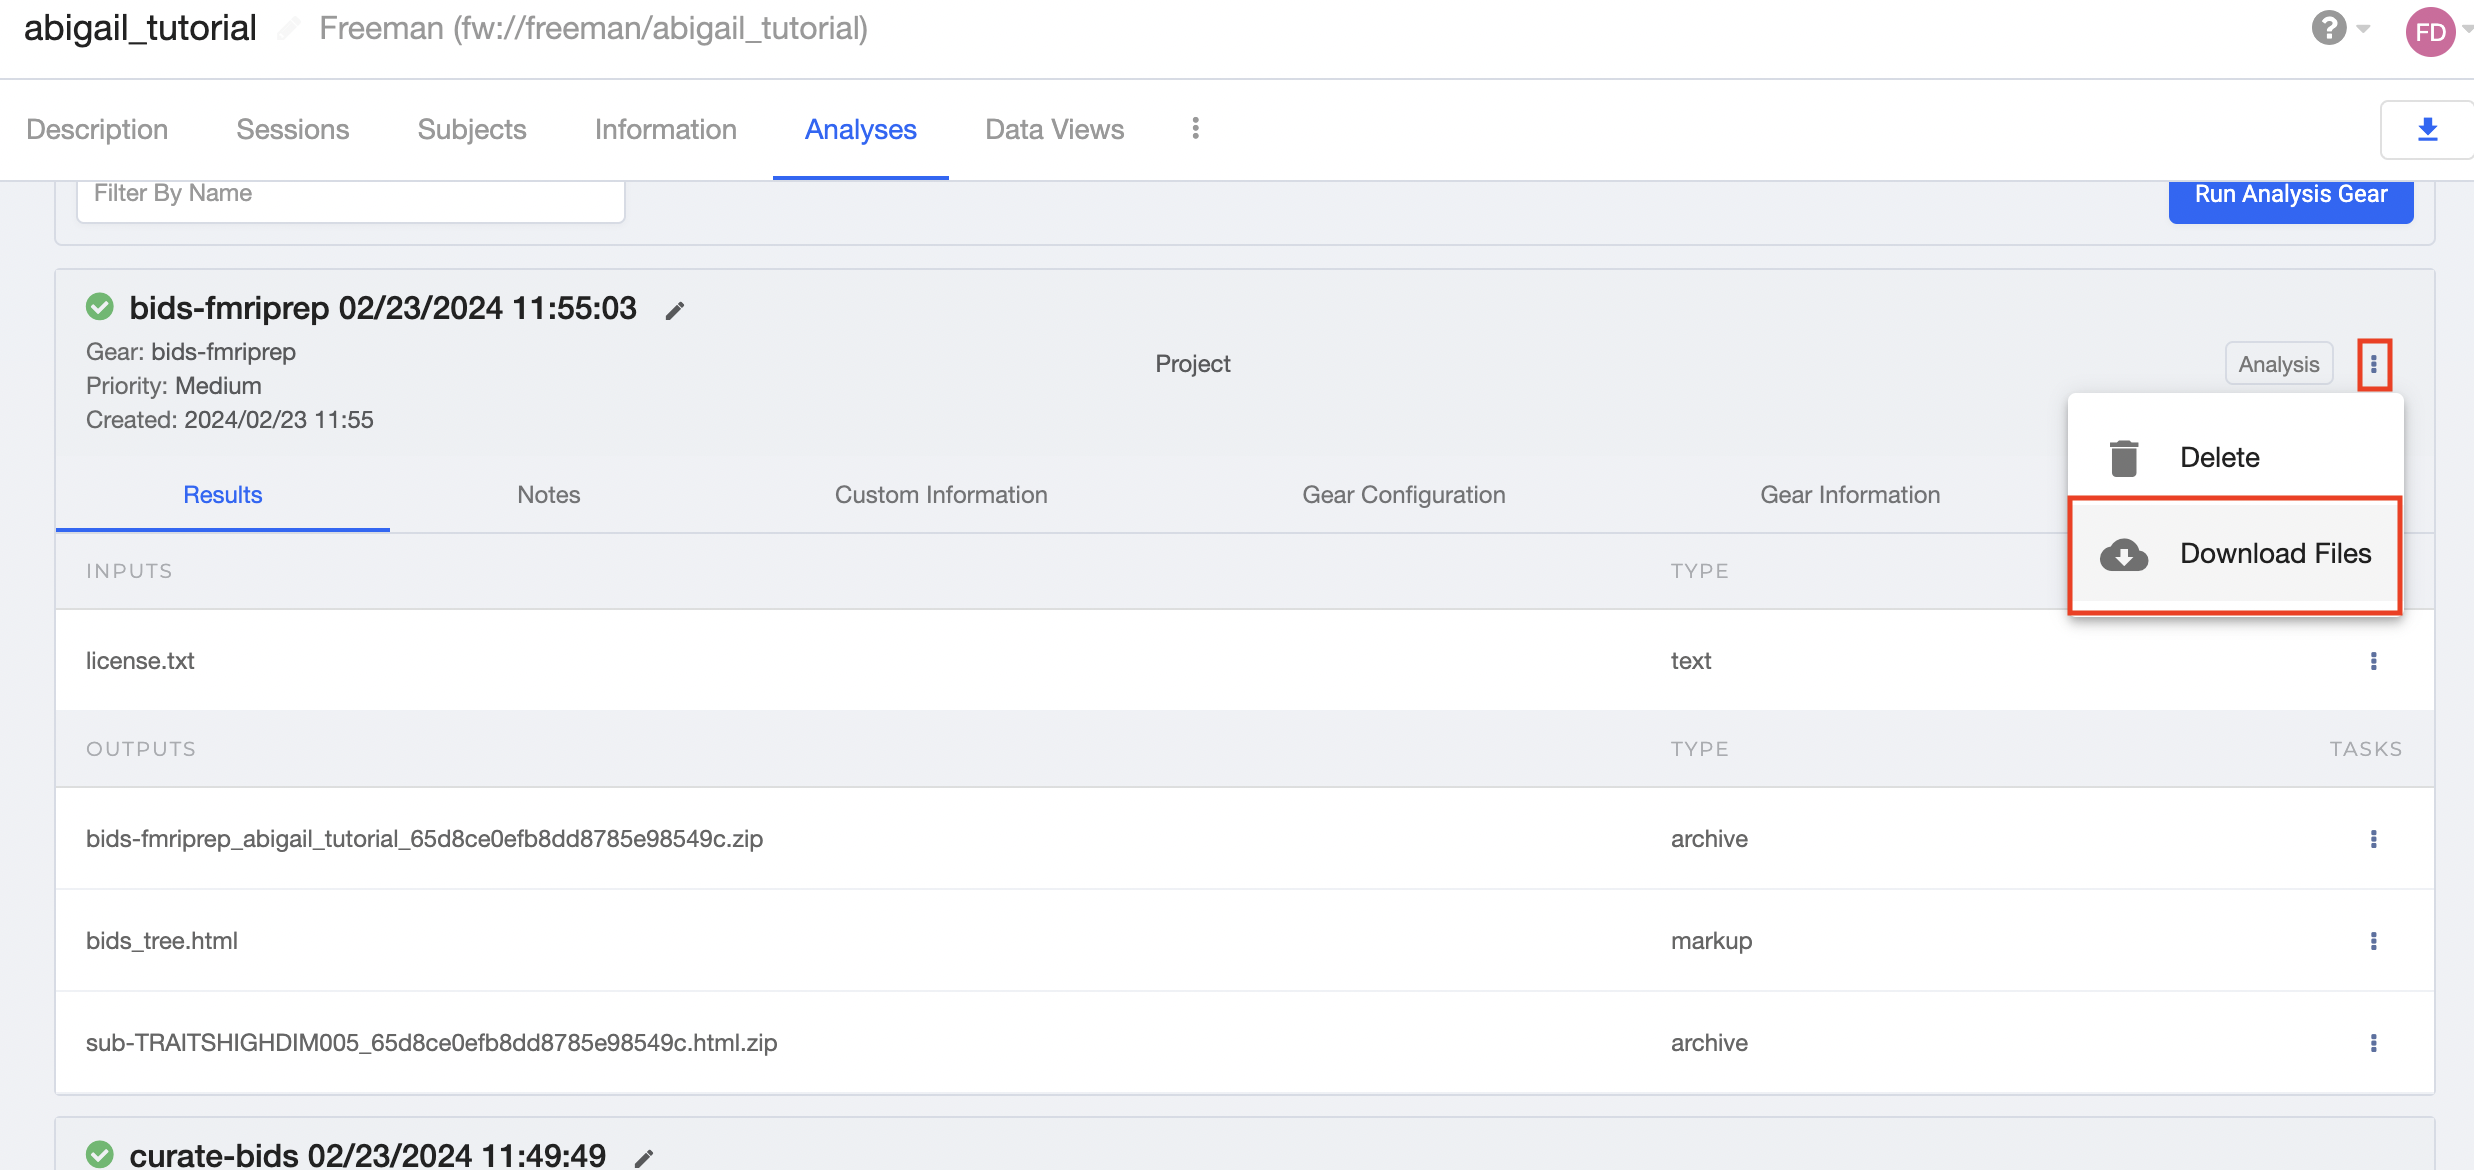 abigail_tutorial Freeman (fw://freeman/abigail_tutorial) ? FD
Description Sessions Subjects Information Analyses Data Views
Filter By Name Run Analysis Gear
bids-fmriprep 02/23/2024 11:55:03
Gear: bids-fmriprep
Project Analysis
Priority: Medium
Created: 2024/02/23 11:55
Delete
Results Notes Custom Information Gear Configuration Gear Information
Download Files
INPUTS TYPE
license.txt text
OUTPUTS TYPE TASKS
bids-fmriprep_abigail_tutorial_65d8ce0efb8dd8785e98549c.zip archive
bids_tree.html markup
sub-TRAITSHIGHDIM005_65d8ce0efb8dd8785e98549c.html.zip archive
curate-bids 02/23/2024 11:49:49